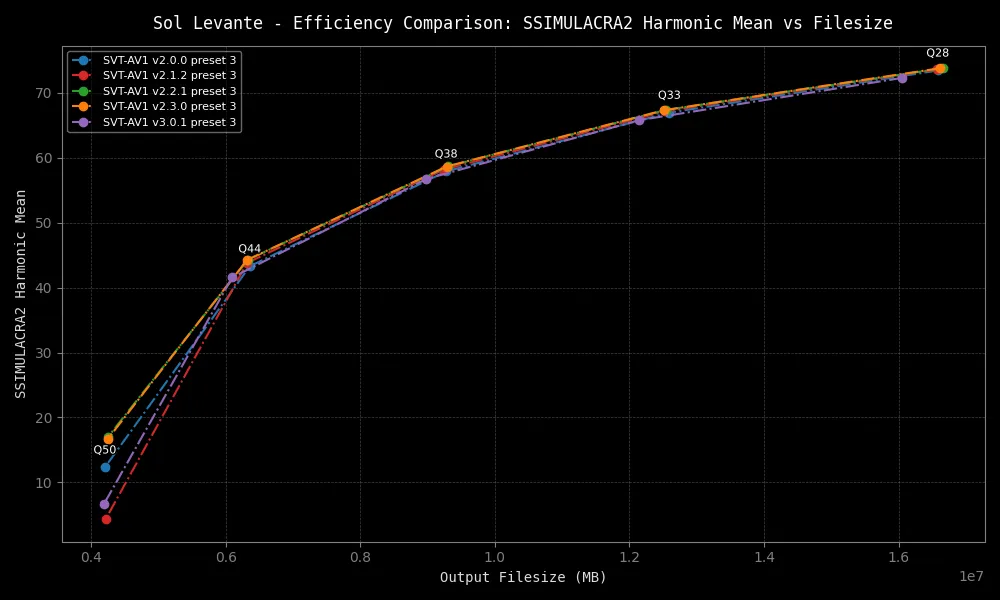 Sol Levante - Efficiency Comparison: SSIMULACRA2 Harmonic Mean vs Filesize
SVT-AV1 v2.0.0 preset 3
SVT-AV1 v2.1.2 preset 3
SVT-AV1 v2.2.1 preset 3
SVT-AV1 v2.3.0 preset 3
SVT-AV1 v3.0.1 preset 3
Q28
Q33
Q38
Q44
Q50
SSIMULACRA2 Harmonic Mean
70
60
50
40
30
20
10
0.4
0.6
0.8
1.0
1.2
1.4
1.6
1e7
Output Filesize (MB)